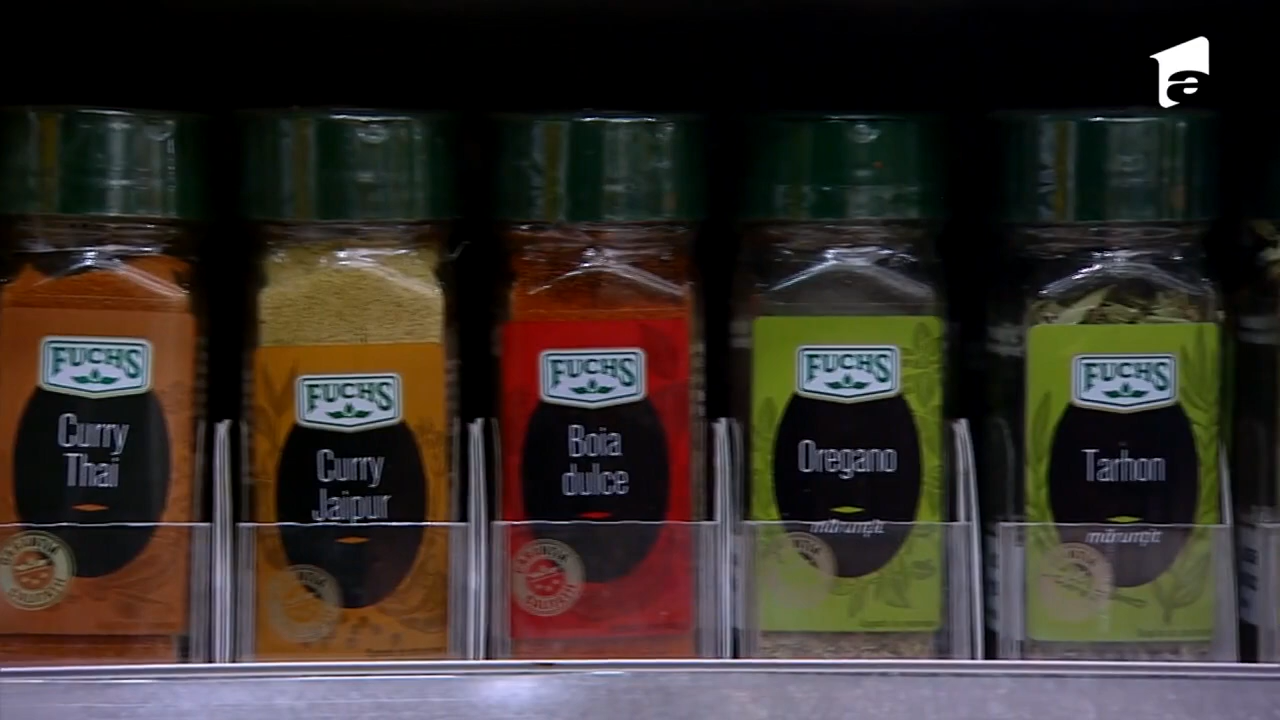 FUCHS
Curry
Thai
FUCHS
Curry
Jaipur
FUCHS
Boia
dulce
FUCHS
Oregano
mărunțit
FUCHS
Tarhon
mărunțit
a